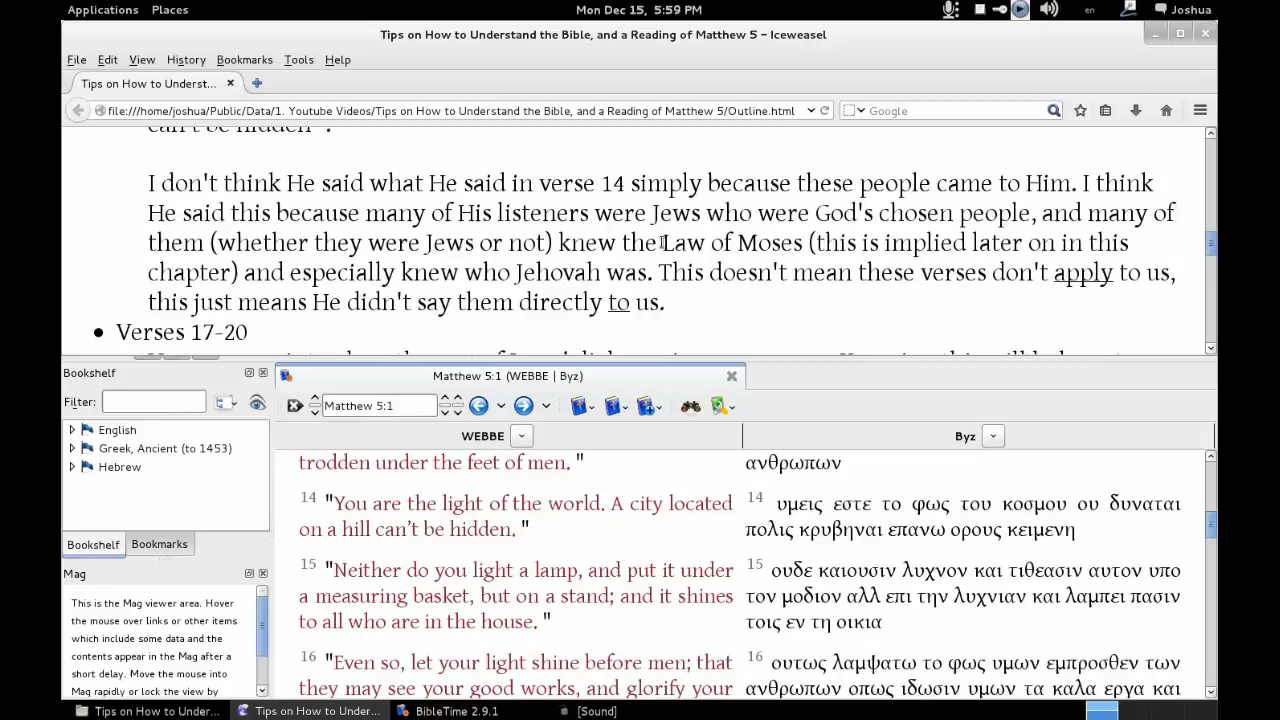 Applications Places Mon Dec 15, 5:59 PM en Joshua
Tips on How to Understand the Bible, and a Reading of Matthew 5 – Iceweasel
File Edit View History Bookmarks Tools Help
Tips on How to Underst...
file:///home/joshua/Public/Data/1. Youtube Videos/Tips on How to Understand the Bible, and a Reading of Matthew 5/Outline.html Google
can't be hidden".
I don't think He said what He said in verse 14 simply because these people came to Him. I think
He said this because many of His listeners were Jews who were God's chosen people, and many of
them (whether they were Jews or not) knew the Law of Moses (this is implied later on in this
chapter) and especially knew who Jehovah was. This doesn't mean these verses don't apply to us,
this just means He didn't say them directly to us.
• Verses 17-20
Bookshelf
Filter:
English
Greek, Ancient (to 1453)
Hebrew
Bookshelf Bookmarks
Mag
This is the Mag viewer area. Hover
the mouse over links or other items
which include some data and the
contents appear in the Mag after a
short delay. Move the mouse into
Mag rapidly or lock the view by
Matthew 5:1 (WEBBE | Byz)
Matthew 5:1
WEBBE Byz
trodden under the feet of men. "
14 "You are the light of the world. A city located
on a hill can't be hidden. "
15 "Neither do you light a lamp, and put it under
a measuring basket, but on a stand; and it shines
to all who are in the house. "
16 "Even so, let your light shine before men; that
they may see your good works, and glorify your
ανθρωπων
14 υμεις εστε το φως του κοσμου ου δυναται
πολις κρυβηναι επανω ορους κειμενη
15 ουδε καιουσιν λυχνον και τιθεασιν αυτον υπο
τον μοδιον αλλ επι την λυχνιαν και λαμπει πασιν
τοις εν τη οικια
16 ουτως λαμψατω το φως υμων εμπροσθεν των
ανθρωπων οπως ιδωσιν υμων τα καλα εργα και
Tips on How to Under... Tips on How to Under... BibleTime 2.9.1 [Sound]